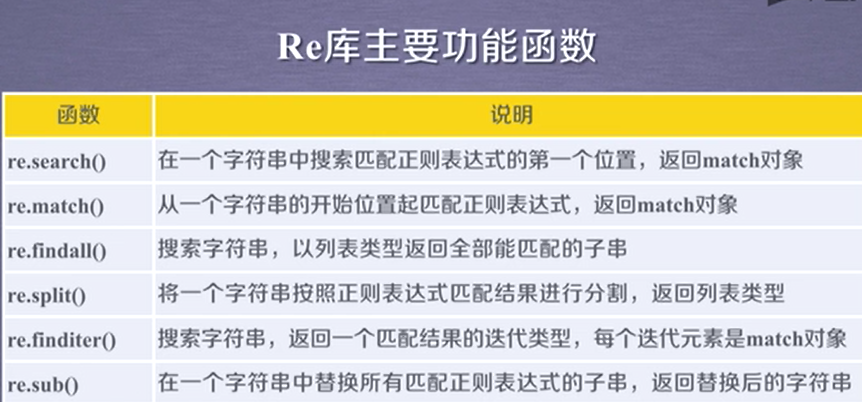 Re库主要功能函数
函数 说明
re.search() 在一个字符串中搜索匹配正则表达式的第一个位置，返回match对象
re.match() 从一个字符串的开始位置起匹配正则表达式，返回match对象
re.findall() 搜索字符串，以列表类型返回全部能匹配的子串
re.split() 将一个字符串按照正则表达式匹配结果进行分割，返回列表类型
re.finditer() 搜索字符串，返回一个匹配结果的迭代类型，每个迭代元素是match对象
re.sub() 在一个字符串中替换所有匹配正则表达式的子串，返回替换后的字符串